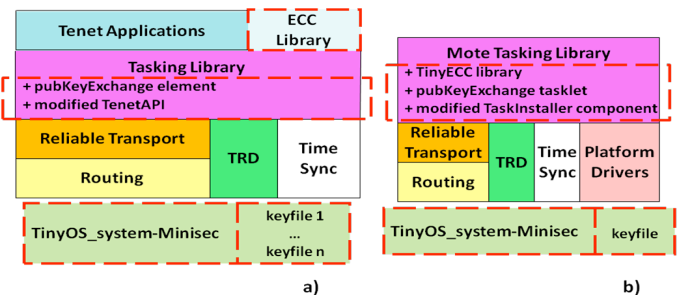 Tenet Applications
ECC
Library
Tasking Library
+ pubKeyExchange element
+ modified TenetAPI
Reliable Transport
Routing
TRD
Time
Sync
TinyOS_system-Minisec
keyfile 1
...
keyfile n
a)
Mote Tasking Library
+ TinyECC library
+ pubKeyExchange tasklet
+ modified TaskInstaller component
Reliable
Transport
Routing
TRD
Time
Sync
Platform
Drivers
TinyOS_system-Minisec
keyfile
b)